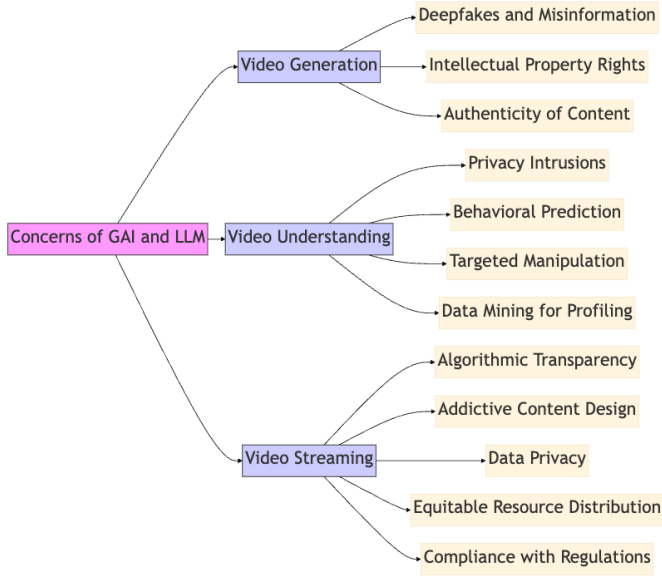 Concerns of GAI and LLM
Video Generation
Deepfakes and Misinformation
Intellectual Property Rights
Authenticity of Content
Video Understanding
Privacy Intrusions
Behavioral Prediction
Targeted Manipulation
Data Mining for Profiling
Video Streaming
Algorithmic Transparency
Addictive Content Design
Data Privacy
Equitable Resource Distribution
Compliance with Regulations